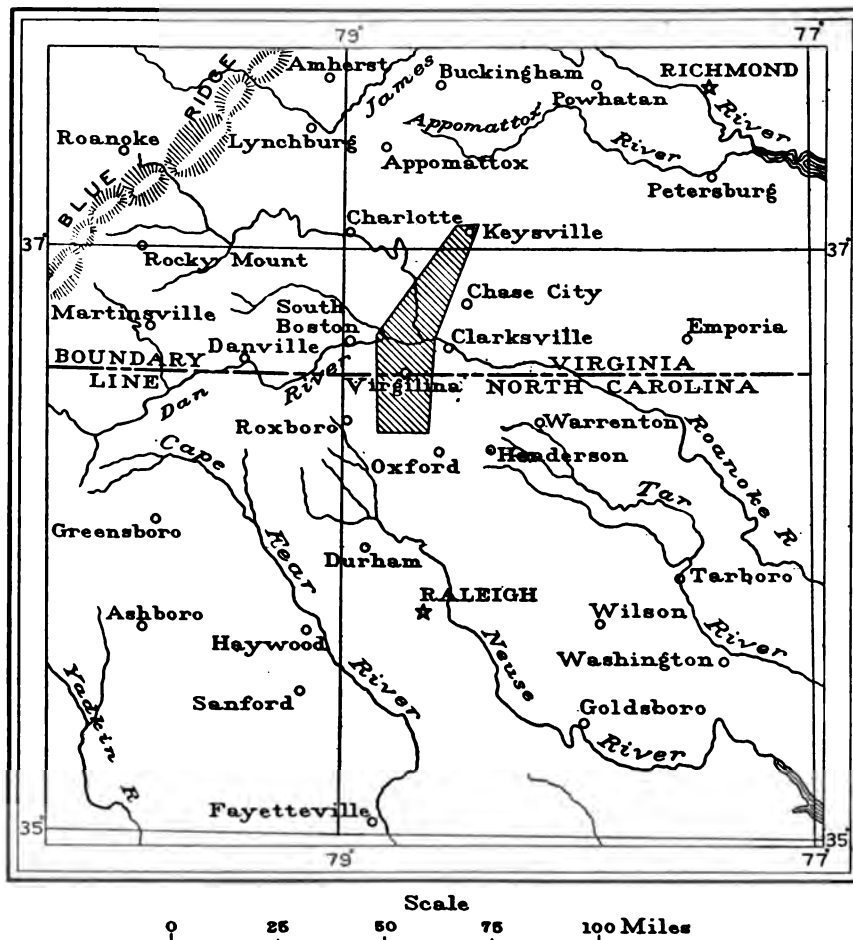 79° 77°
Amherst
Buckingham
RICHMOND
James
Powhatan
River
BLUE RIDGE
Roanoke
Lynchburg
Appomattox
River
Appomattox
Petersburg
Charlotte
Keysville
37° 37
Rocky Mount
Chase City
South
Boston
Martinsville
Emporia
Danville
Clarksville
BOUNDARY
LINE
VIRGINIA
NORTH CAROLINA
Virgilina
Dan River
Roxboro
Warrenton
Cape Fear River
Oxford
Henderson
Roanoke R
Tar River
Greensboro
Durham
Tarboro
RALEIGH
Ashboro
Wilson
Haywood
Neuse River
Washington
Yadkin R
Sanford
Goldsboro
Fayetteville
35° 35°
79° 77°
Scale
0 25 50 75 100 Miles